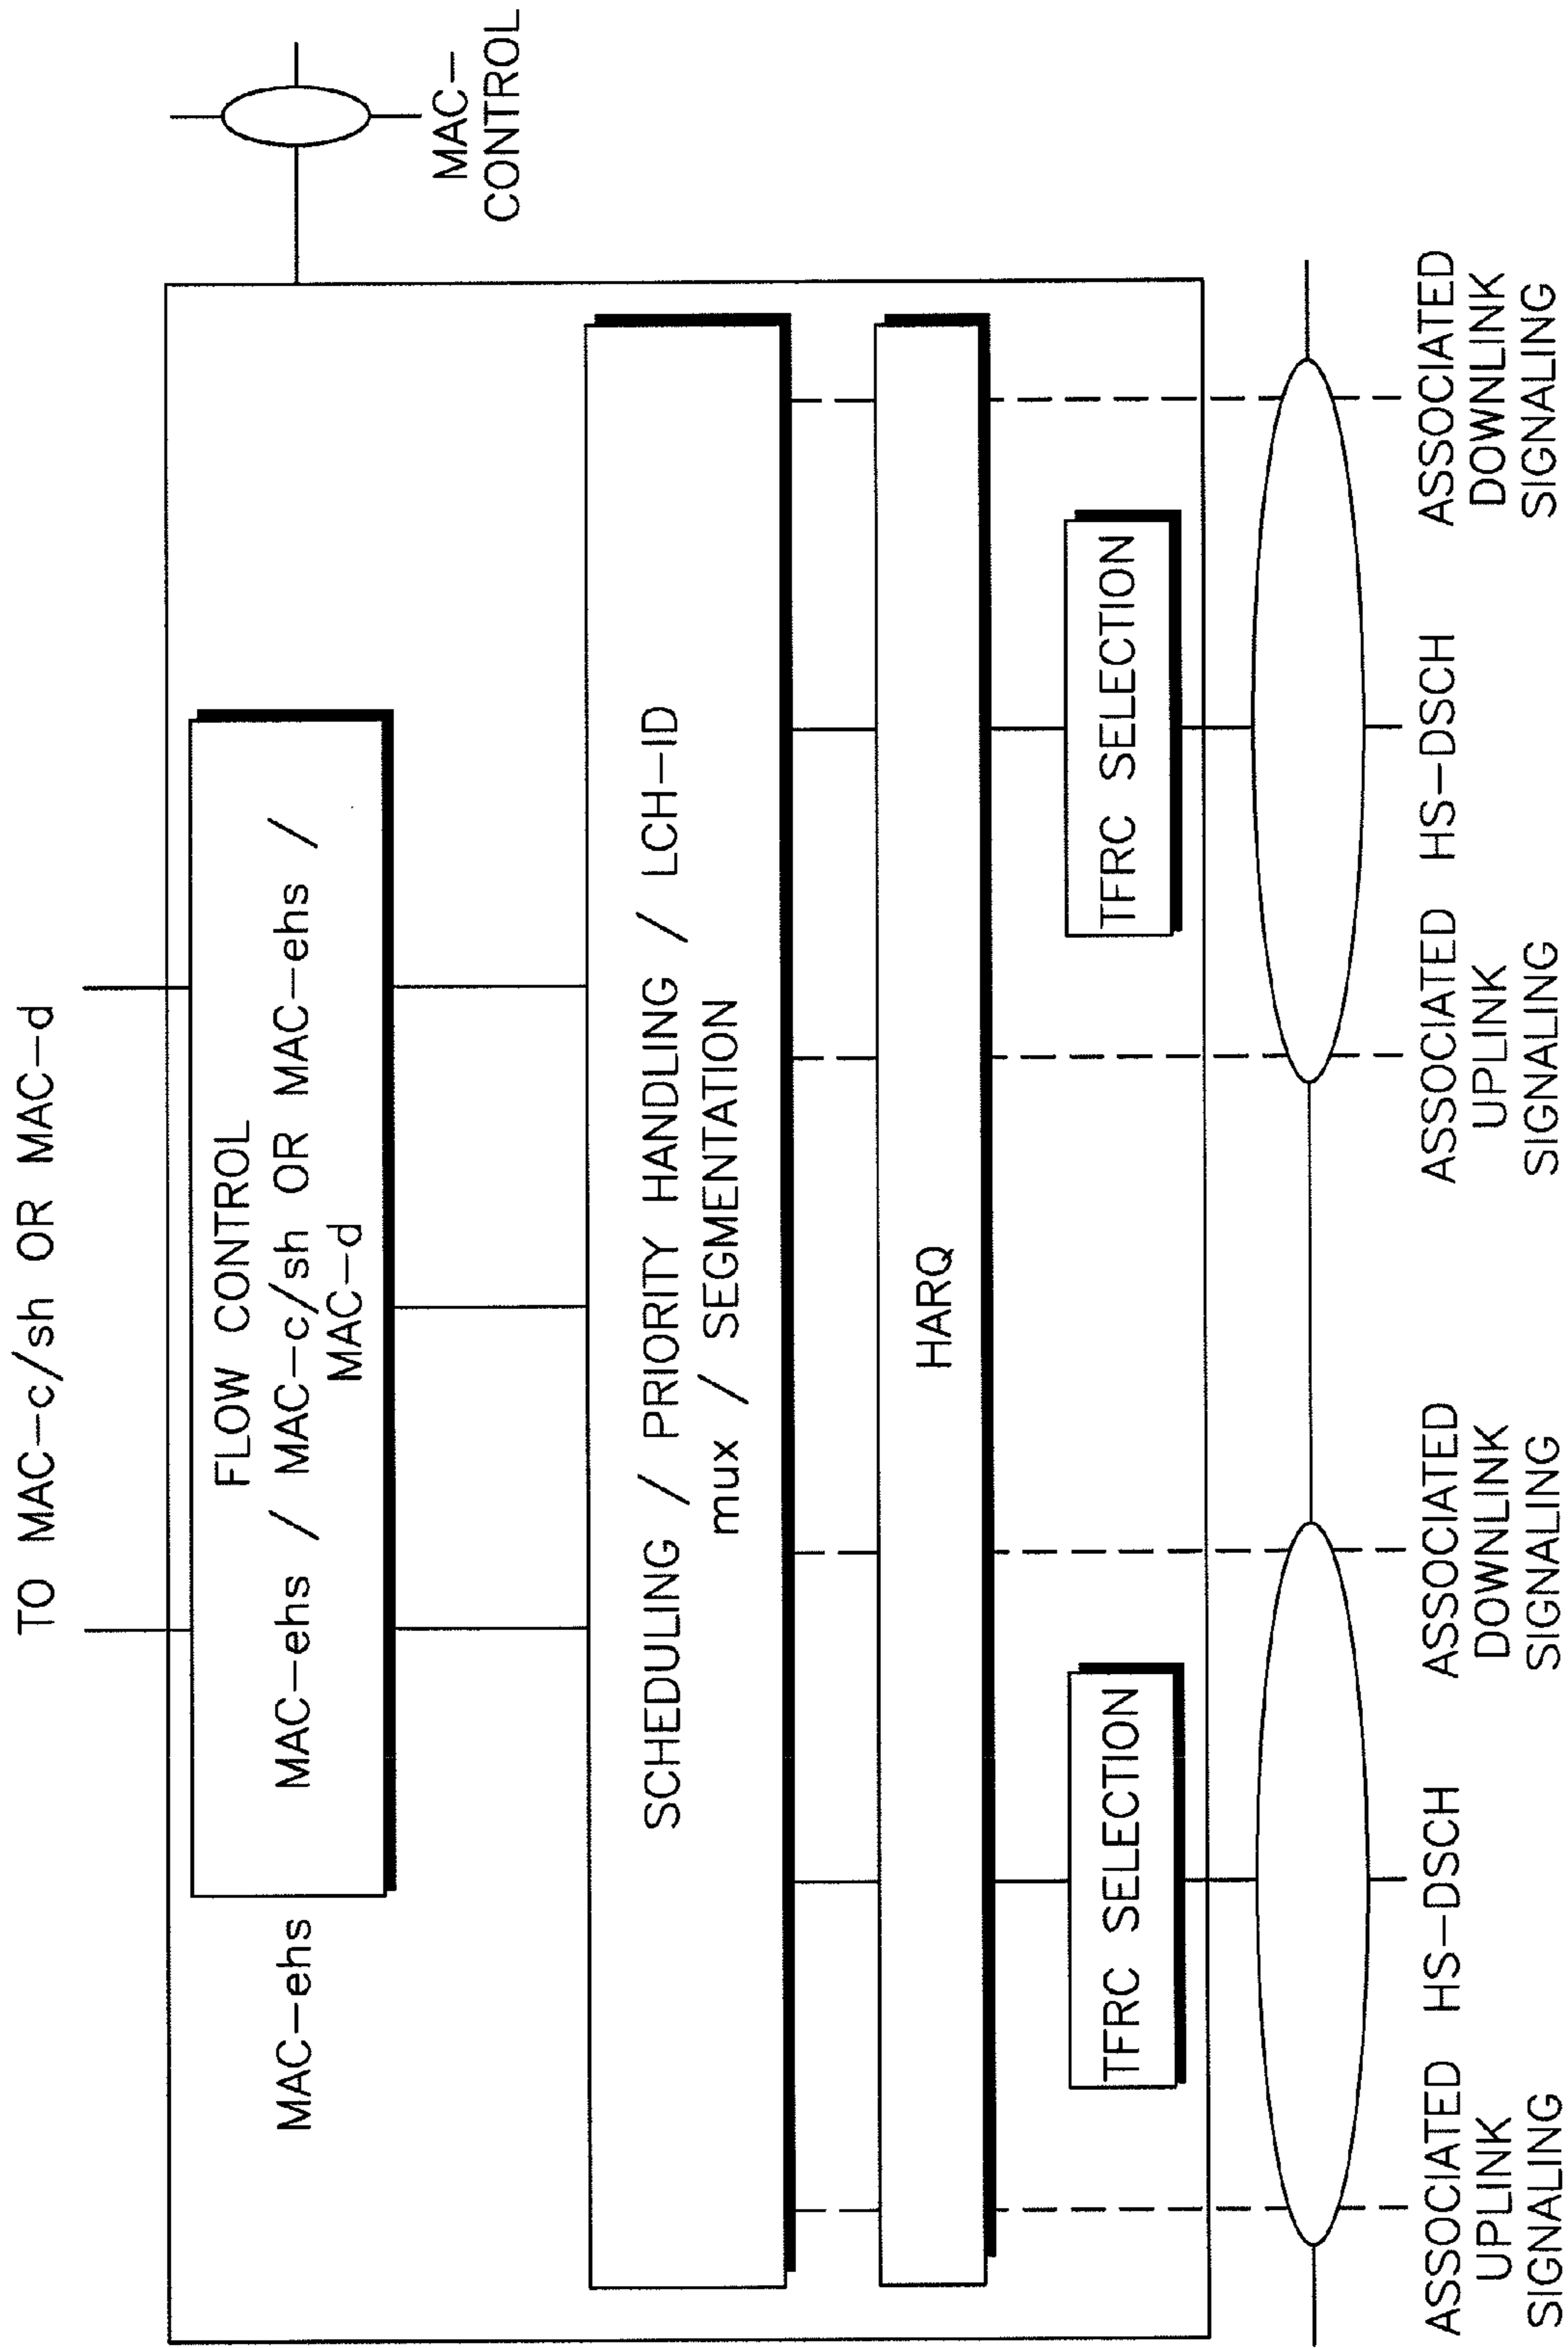 TO MAC-c/sh OR MAC-d
MAC-
CONTROL
FLOW CONTROL
MAC-ehs
MAC-ehs / MAC-c/sh OR MAC-ehs /
MAC-d
SCHEDULING / PRIORITY HANDLING / LCH-ID
mux / SEGMENTATION
HARQ
TFRC SELECTION
TFRC SELECTION
ASSOCIATED
UPLINK
SIGNALING
HS-DSCH
ASSOCIATED
DOWNLINK
SIGNALING
ASSOCIATED
UPLINK
SIGNALING
HS-DSCH
ASSOCIATED
DOWNLINK
SIGNALING